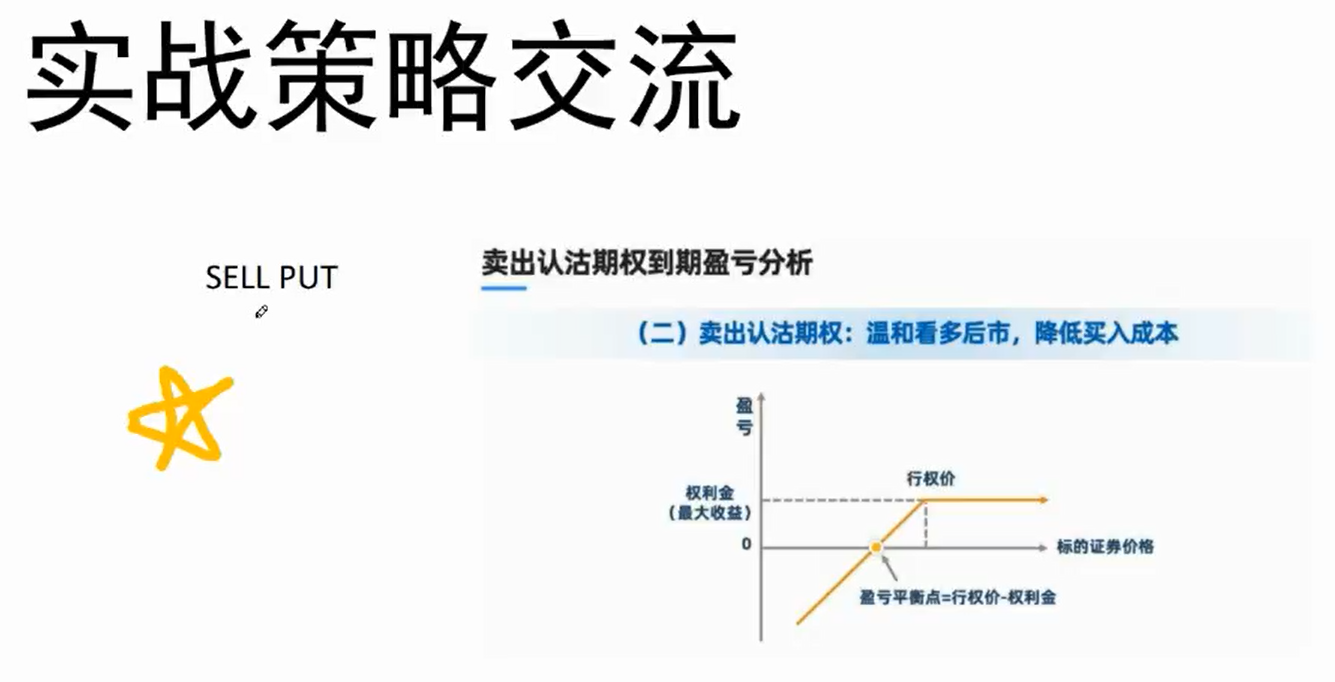 实战策略交流
SELL PUT
卖出认沽期权到期盈亏分析
（二）卖出认沽期权：温和看多后市，降低买入成本
盈
亏
行权价
权利金
（最大收益）
0
标的证券价格
盈亏平衡点=行权价-权利金